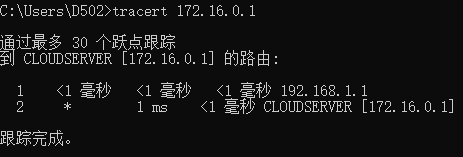 C:\Users\D502>tracert 172.16.0.1
通过最多 30 个跃点跟踪
到 CLOUDSERVER [172.16.0.1] 的路由:
1 <1 毫秒 <1 毫秒 <1 毫秒 192.168.1.1
2 * 1 ms <1 毫秒 CLOUDSERVER [172.16.0.1]
跟踪完成。